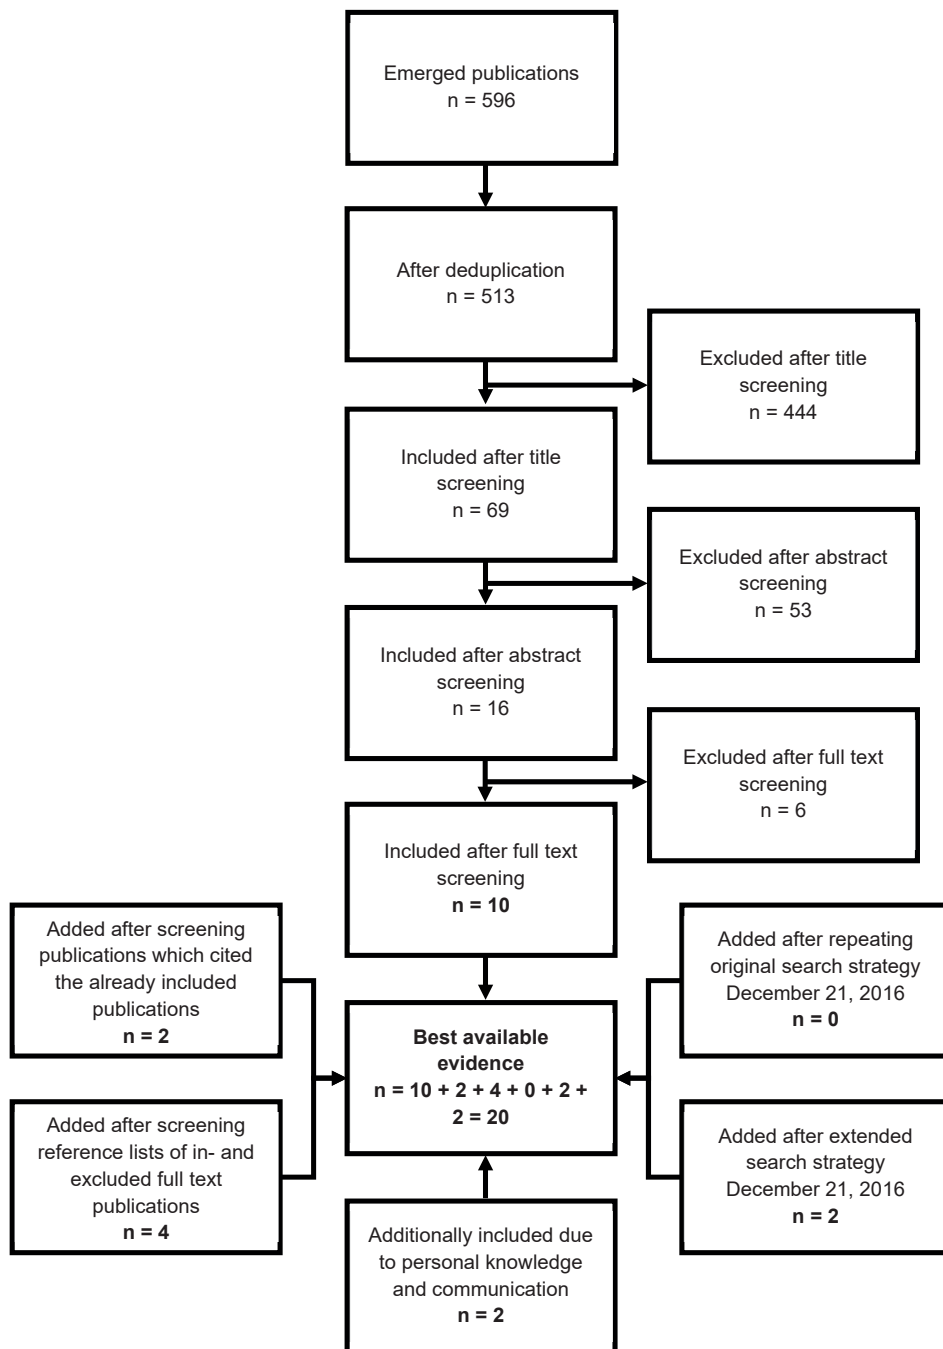 Emerged publications
n = 596
After deduplication
n = 513
Excluded after title
screening
n = 444
Included after title
screening
n = 69
Excluded after abstract
screening
n = 53
Included after abstract
screening
n = 16
Excluded after full text
screening
n = 6
Included after full text
screening
n = 10
Added after screening
publications which cited
the already included
publications
n = 2
Added after repeating
original search strategy
December 21, 2016
n = 0
Best available
evidence
n = 10 + 2 + 4 + 0 + 2 +
2 = 20
Added after screening
reference lists of in- and
excluded full text
publications
n = 4
Added after extended
search strategy
December 21, 2016
n = 2
Additionally included due
to personal knowledge
and communication
n = 2